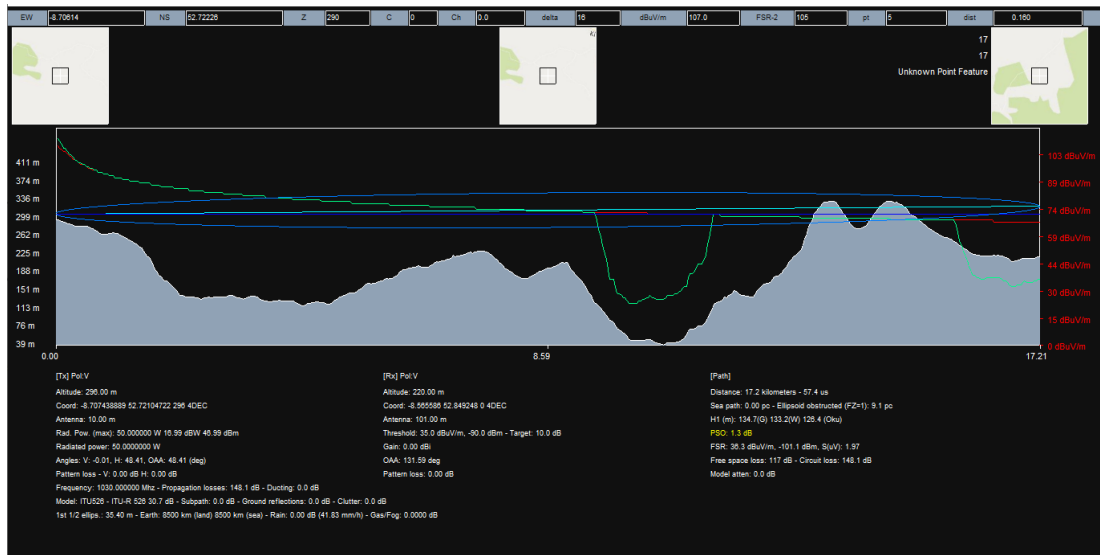 EW -8.70614 NS 52.72226 Z 290 C 0 Ch 0.0 delta 16 dBuV/m 107.0 FSR-2 105 pt 5 dist 0.160
Ki
17
17
Unknown Point Feature
411 m
374 m
336 m
299 m
262 m
225 m
188 m
151 m
113 m
76 m
39 m
103 dBuV/m
89 dBuV/m
74 dBuV/m
59 dBuV/m
44 dBuV/m
30 dBuV/m
15 dBuV/m
0 dBuV/m
0.00 8.59 17.21
[Tx] Pol:V
Altitude: 296.00 m
Coord: -8.707438889 52.72104722 296 4DEC
Antenna: 10.00 m
Rad. Pow. (max): 50.000000 W 16.99 dBW 46.99 dBm
Radiated power: 50.0000000 W
Angles: V: -0.01, H: 48.41, OAA: 48.41 (deg)
Pattern loss - V: 0.00 dB H: 0.00 dB
Frequency: 1030.000000 Mhz - Propagation losses: 148.1 dB - Ducting: 0.0 dB
Model: ITU526 - ITU-R 526 30.7 dB - Subpath: 0.0 dB - Ground reflections: 0.0 dB - Clutter: 0.0 dB
1st 1/2 ellips.: 35.40 m - Earth: 8500 km (land) 8500 km (sea) - Rain: 0.00 dB (41.83 mm/h) - Gas/Fog: 0.0000 dB
[Rx] Pol:V
Altitude: 220.00 m
Coord: -8.565586 52.849248 0 4DEC
Antenna: 101.00 m
Threshold: 35.0 dBuV/m, -90.0 dBm - Target: 10.0 dB
Gain: 0.00 dBi
OAA: 131.59 deg
Pattern loss: 0.00 dB
[Path]
Distance: 17.2 kilometers - 57.4 us
Sea path: 0.00 pc - Ellipsoid obstructed (FZ=1): 9.1 pc
H1 (m): 134.7(G) 133.2(W) 126.4 (Oku)
PSO: 1.3 dB
FSR: 36.3 dBuV/m, -101.1 dBm, S(uV): 1.97
Free space loss: 117 dB - Circuit loss: 148.1 dB
Model atten: 0.0 dB